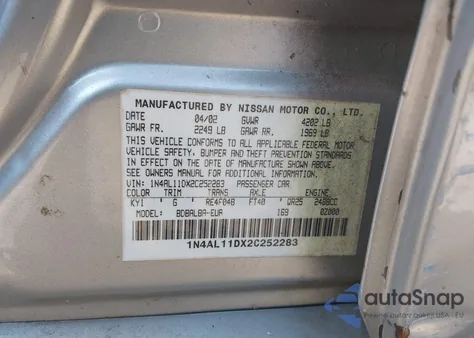 MANUFACTURED BY NISSAN MOTOR CO., LTD.
DATE 04/02 GVWR 4202 LB
GAWR FR. 2249 LB GAWR RR. 1969 LB
THIS VEHICLE CONFORMS TO ALL APPLICABLE FEDERAL MOTOR
VEHICLE SAFETY, BUMPER AND THEFT PREVENTION STANDARDS
IN EFFECT ON THE DATE OF MANUFACTURE SHOWN ABOVE.
SEE OWNERS MANUAL FOR ADDITIONAL INFORMATION
VIN: 1N4AL11DX2C252283 PASSENGER CAR
COLOR TRIM TRANS AXLE ENGINE
KY1 G RE4F04B FT40 QR25 2488CC
MODEL: BDBALBA-EUA 169 02000
1N4AL11DX2C252283
autoSnap